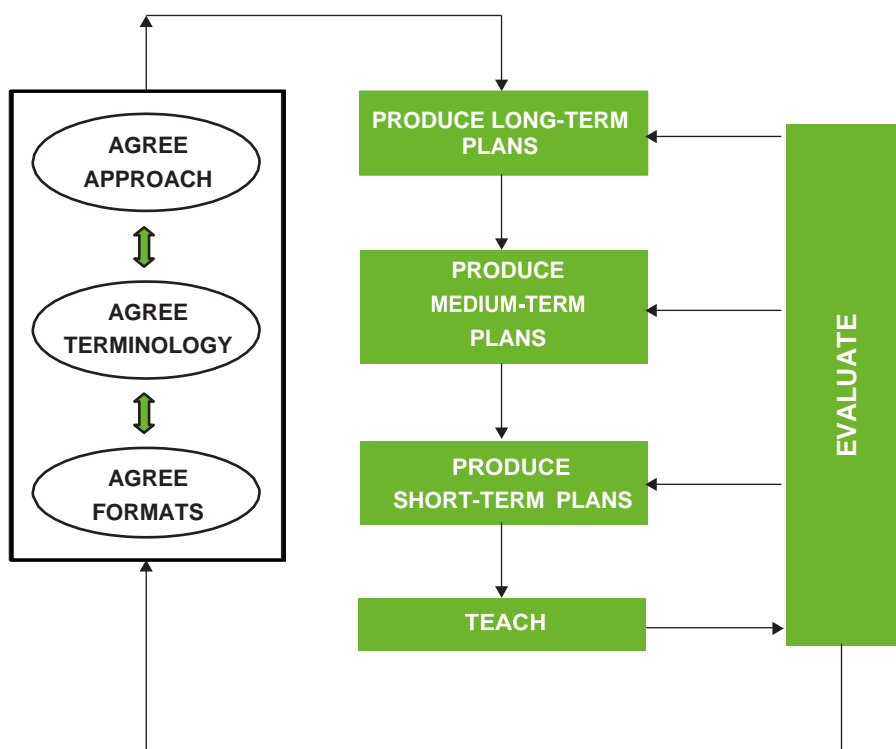 AGREE
APPROACH
AGREE
TERMINOLOGY
AGREE
FORMATS
PRODUCE LONG-TERM
PLANS
PRODUCE
MEDIUM-TERM
PLANS
PRODUCE
SHORT-TERM PLANS
TEACH
EVALUATE